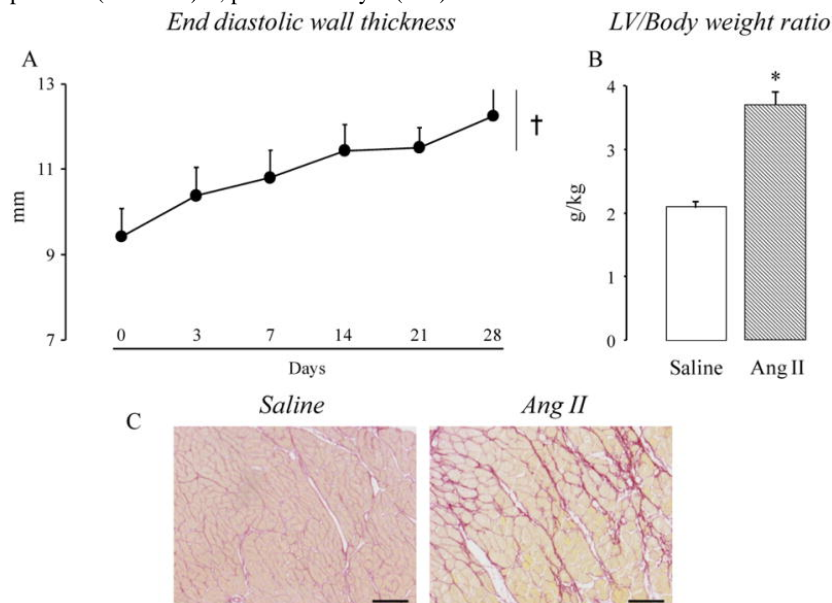 End diastolic wall thickness
LV/Body weight ratio
A
B
13
11
9
7
mm
†
0 3 7 14 21 28
Days
*
4
3
2
1
0
g/kg
Saline Ang II
C
Saline
Ang II